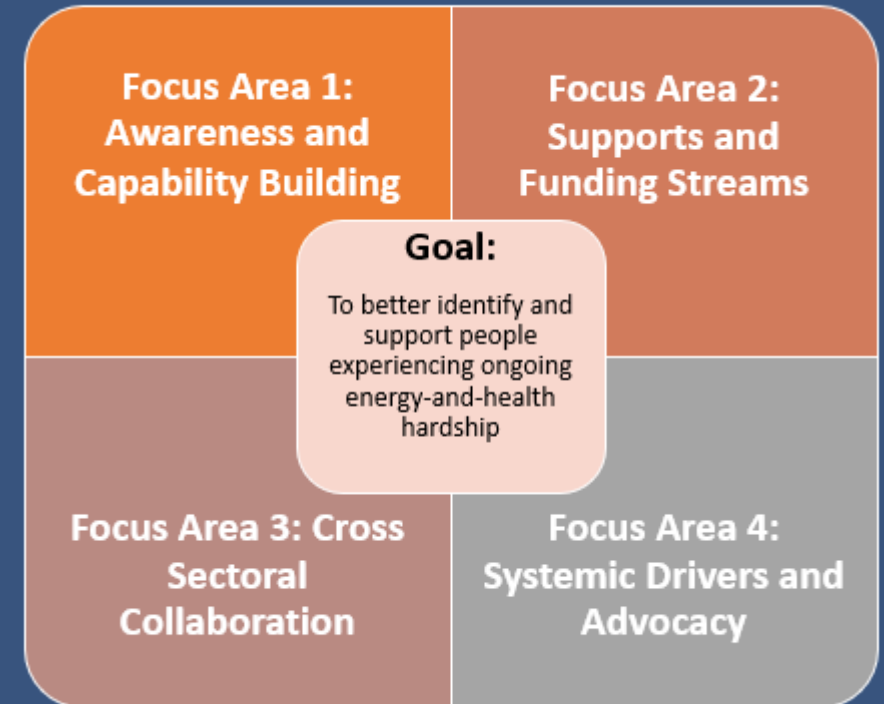 Focus Area 1:
Awareness and
Capability Building
Focus Area 2:
Supports and
Funding Streams
Goal:
To better identify and
support people
experiencing ongoing
energy-and-health
hardship
Focus Area 3: Cross
Sectoral
Collaboration
Focus Area 4:
Systemic Drivers and
Advocacy